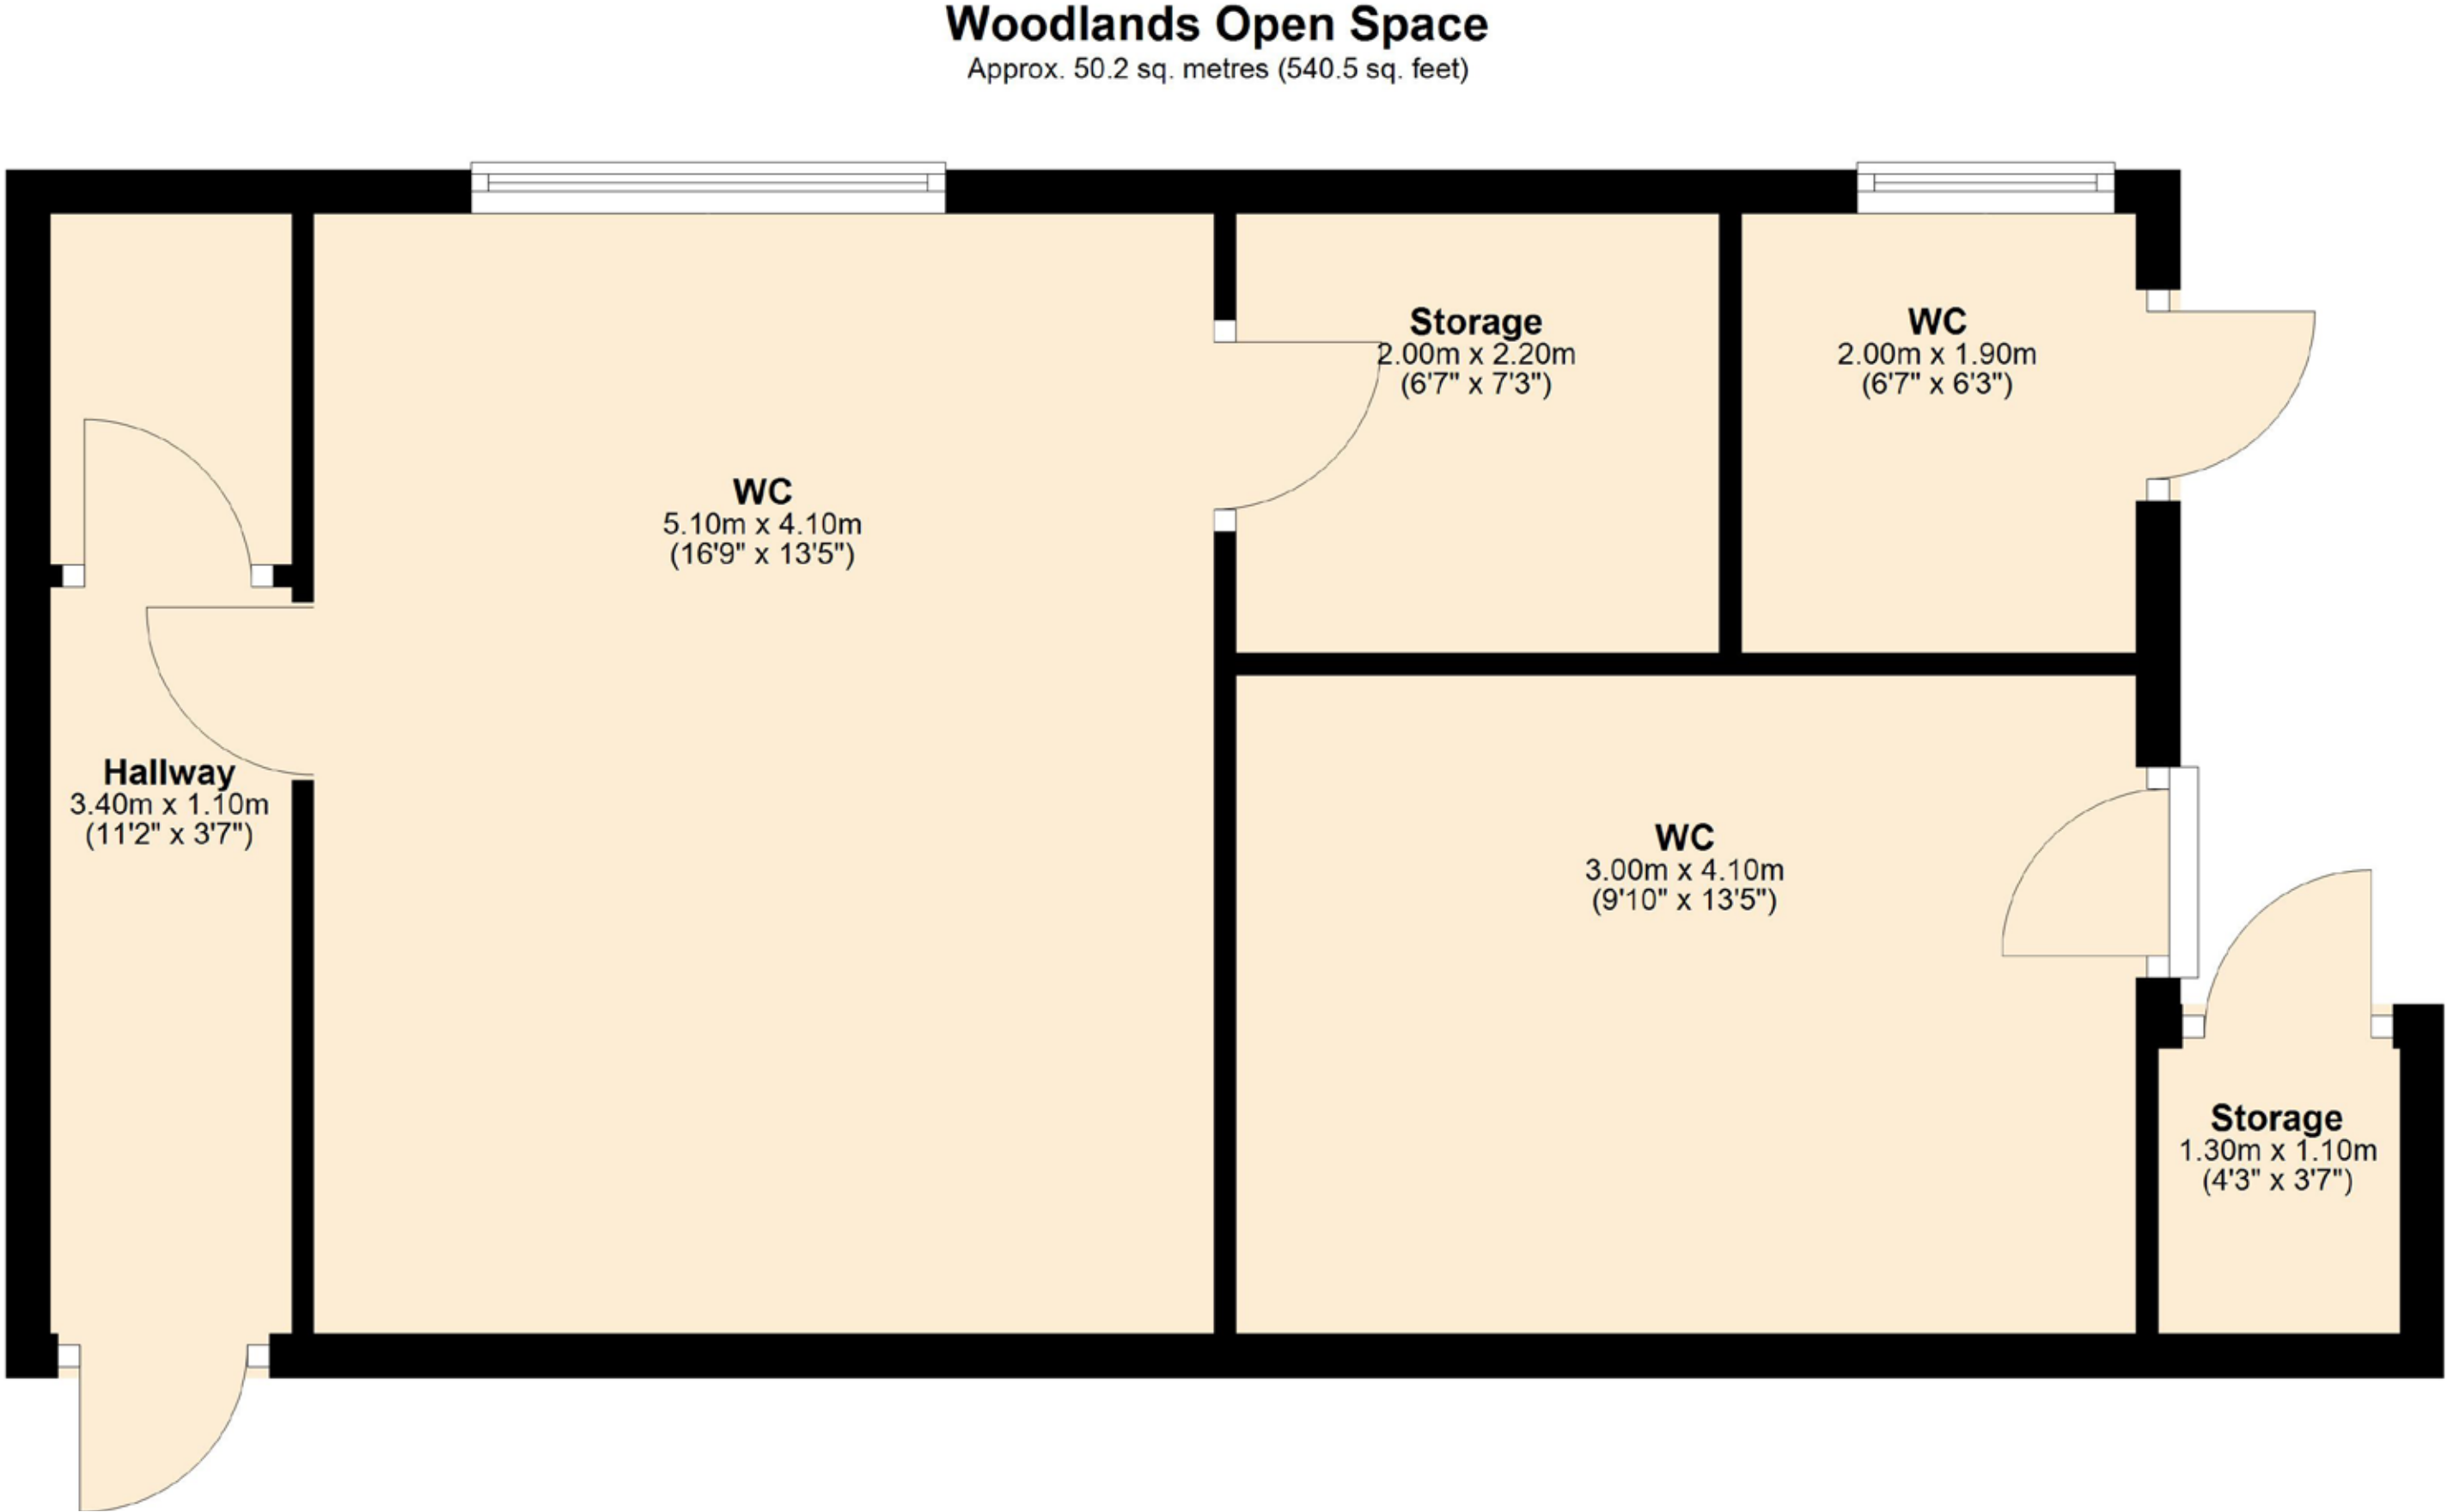 Woodlands Open Space
Approx. 50.2 sq. metres (540.5 sq. feet)
Storage
2.00m x 2.20m
(6'7" x 7'3")
WC
2.00m x 1.90m
(6'7" x 6'3")
WC
5.10m x 4.10m
(16'9" x 13'5")
Hallway
3.40m x 1.10m
(11'2" x 3'7")
WC
3.00m x 4.10m
(9'10" x 13'5")
Storage
1.30m x 1.10m
(4'3" x 3'7")